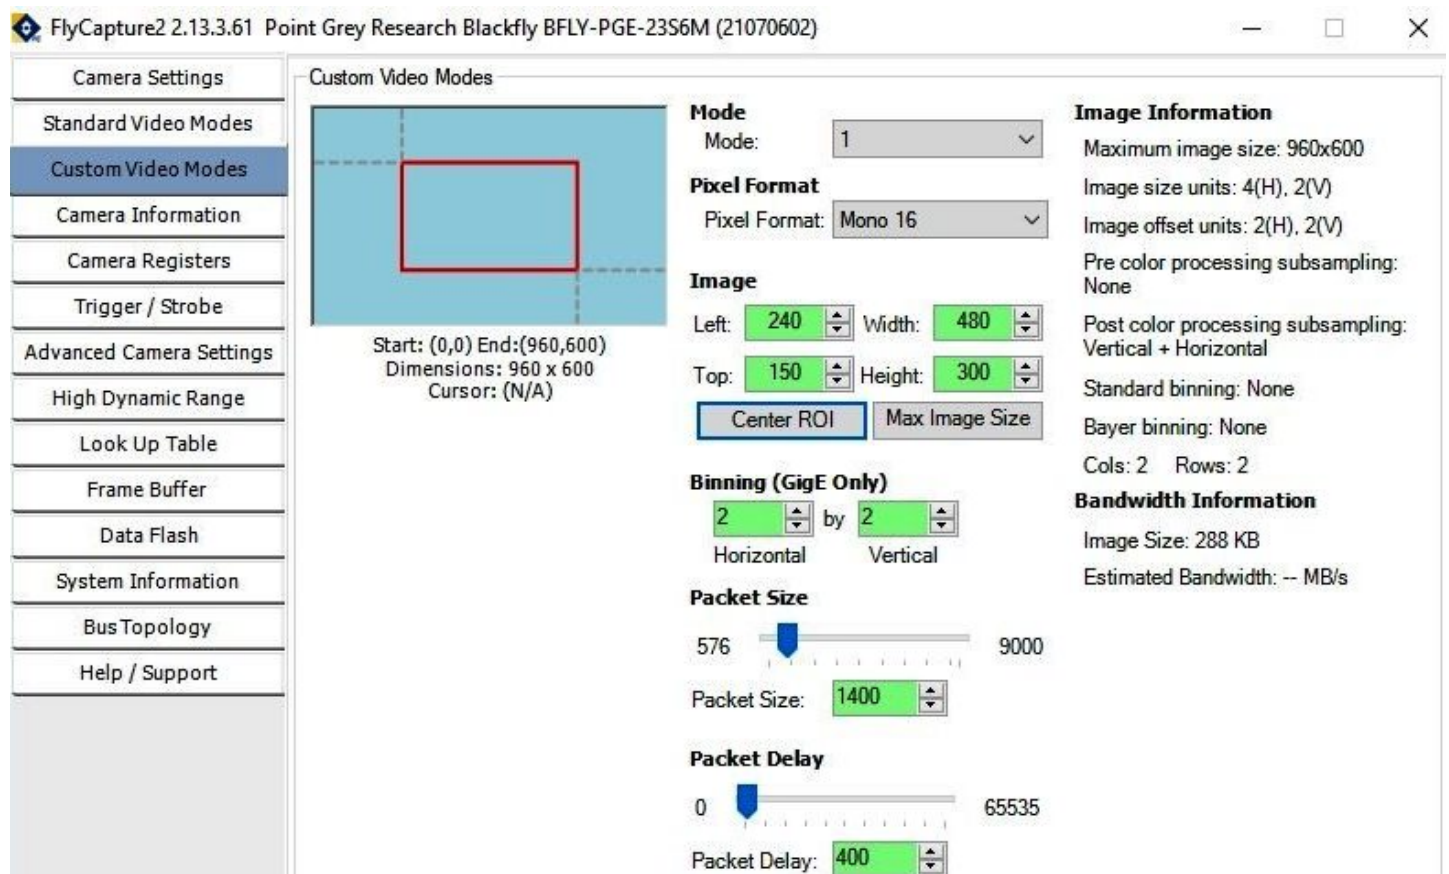 FlyCapture2 2.13.3.61 Point Grey Research Blackfly BFLY-PGE-23S6M (21070602)
Camera Settings
Standard Video Modes
Custom Video Modes
Camera Information
Camera Registers
Trigger / Strobe
Advanced Camera Settings
High Dynamic Range
Look Up Table
Frame Buffer
Data Flash
System Information
Bus Topology
Help / Support
Custom Video Modes
Start: (0,0) End:(960,600)
Dimensions: 960 x 600
Cursor: (N/A)
Mode
Mode: 1
Pixel Format
Pixel Format: Mono 16
Image
Left: 240 Width: 480
Top: 150 Height: 300
Center ROI Max Image Size
Binning (GigE Only)
2 by 2
Horizontal Vertical
Packet Size
576 9000
Packet Size: 1400
Packet Delay
0 65535
Packet Delay: 400
Image Information
Maximum image size: 960x600
Image size units: 4(H), 2(V)
Image offset units: 2(H), 2(V)
Pre color processing subsampling:
None
Post color processing subsampling:
Vertical + Horizontal
Standard binning: None
Bayer binning: None
Cols: 2 Rows: 2
Bandwidth Information
Image Size: 288 KB
Estimated Bandwidth: -- MB/s